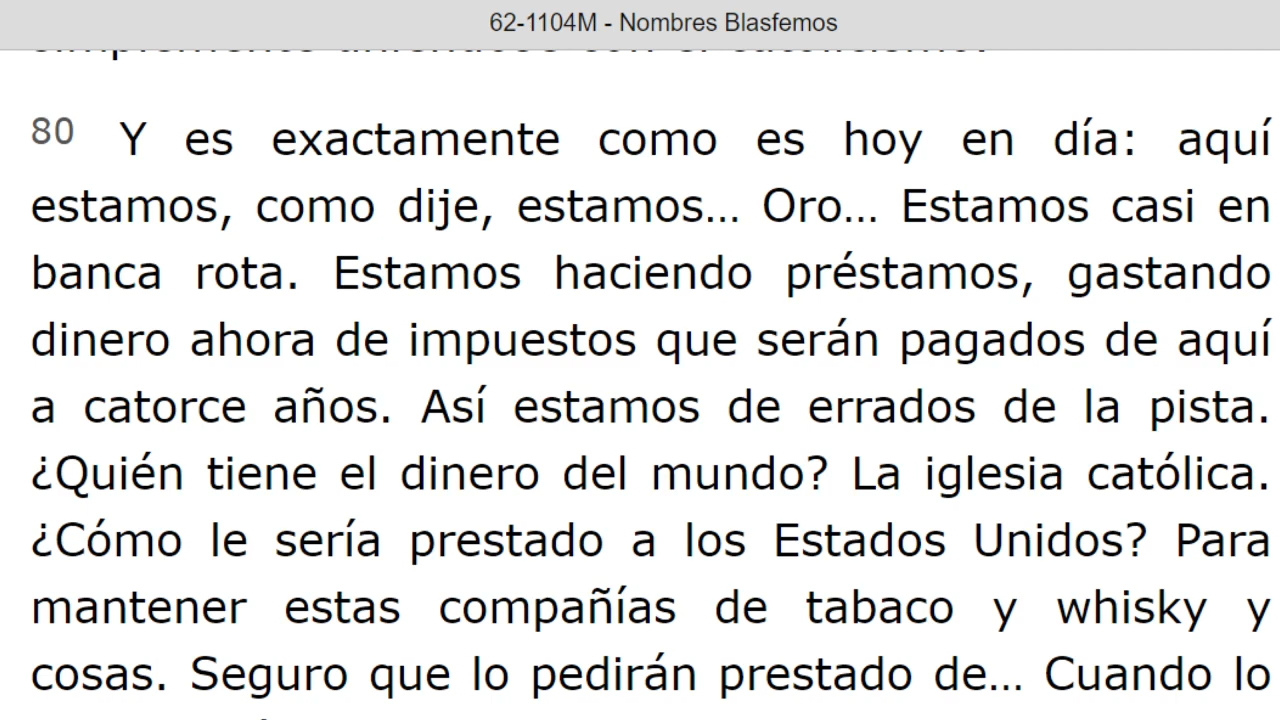 62-1104M - Nombres Blasfemos
80 Y es exactamente como es hoy en día: aquí
estamos, como dije, estamos... Oro... Estamos casi en
banca rota. Estamos haciendo préstamos, gastando
dinero ahora de impuestos que serán pagados de aquí
a catorce años. Así estamos de errados de la pista.
¿Quién tiene el dinero del mundo? La iglesia católica.
¿Cómo le sería prestado a los Estados Unidos? Para
mantener estas compañías de tabaco y whisky y
cosas. Seguro que lo pedirán prestado de... Cuando lo